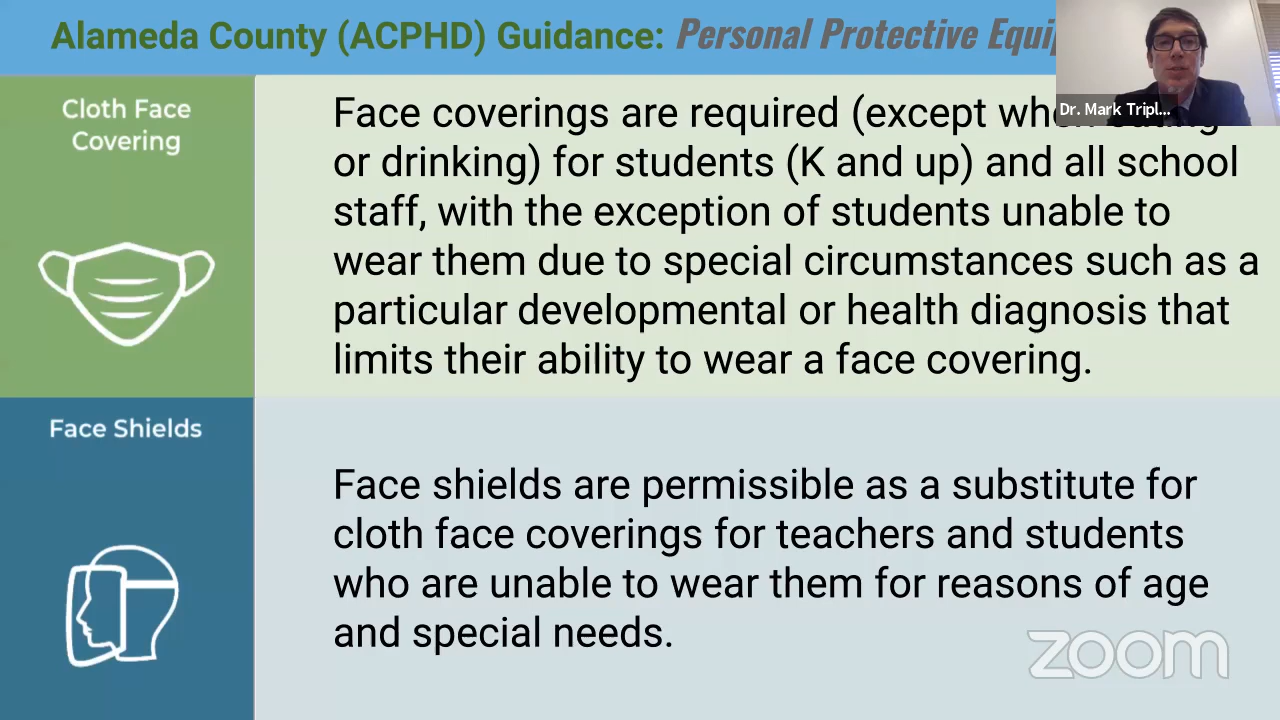 Alameda County (ACPHD) Guidance: Personal Protective
Dr. Mark Tripl...
Cloth Face
Covering
Face coverings are required (except when eating
or drinking) for students (K and up) and all school
staff, with the exception of students unable to
wear them due to special circumstances such as a
particular developmental or health diagnosis that
limits their ability to wear a face covering.
Face Shields
Face shields are permissible as a substitute for
cloth face coverings for teachers and students
who are unable to wear them for reasons of age
and special needs.
zoom